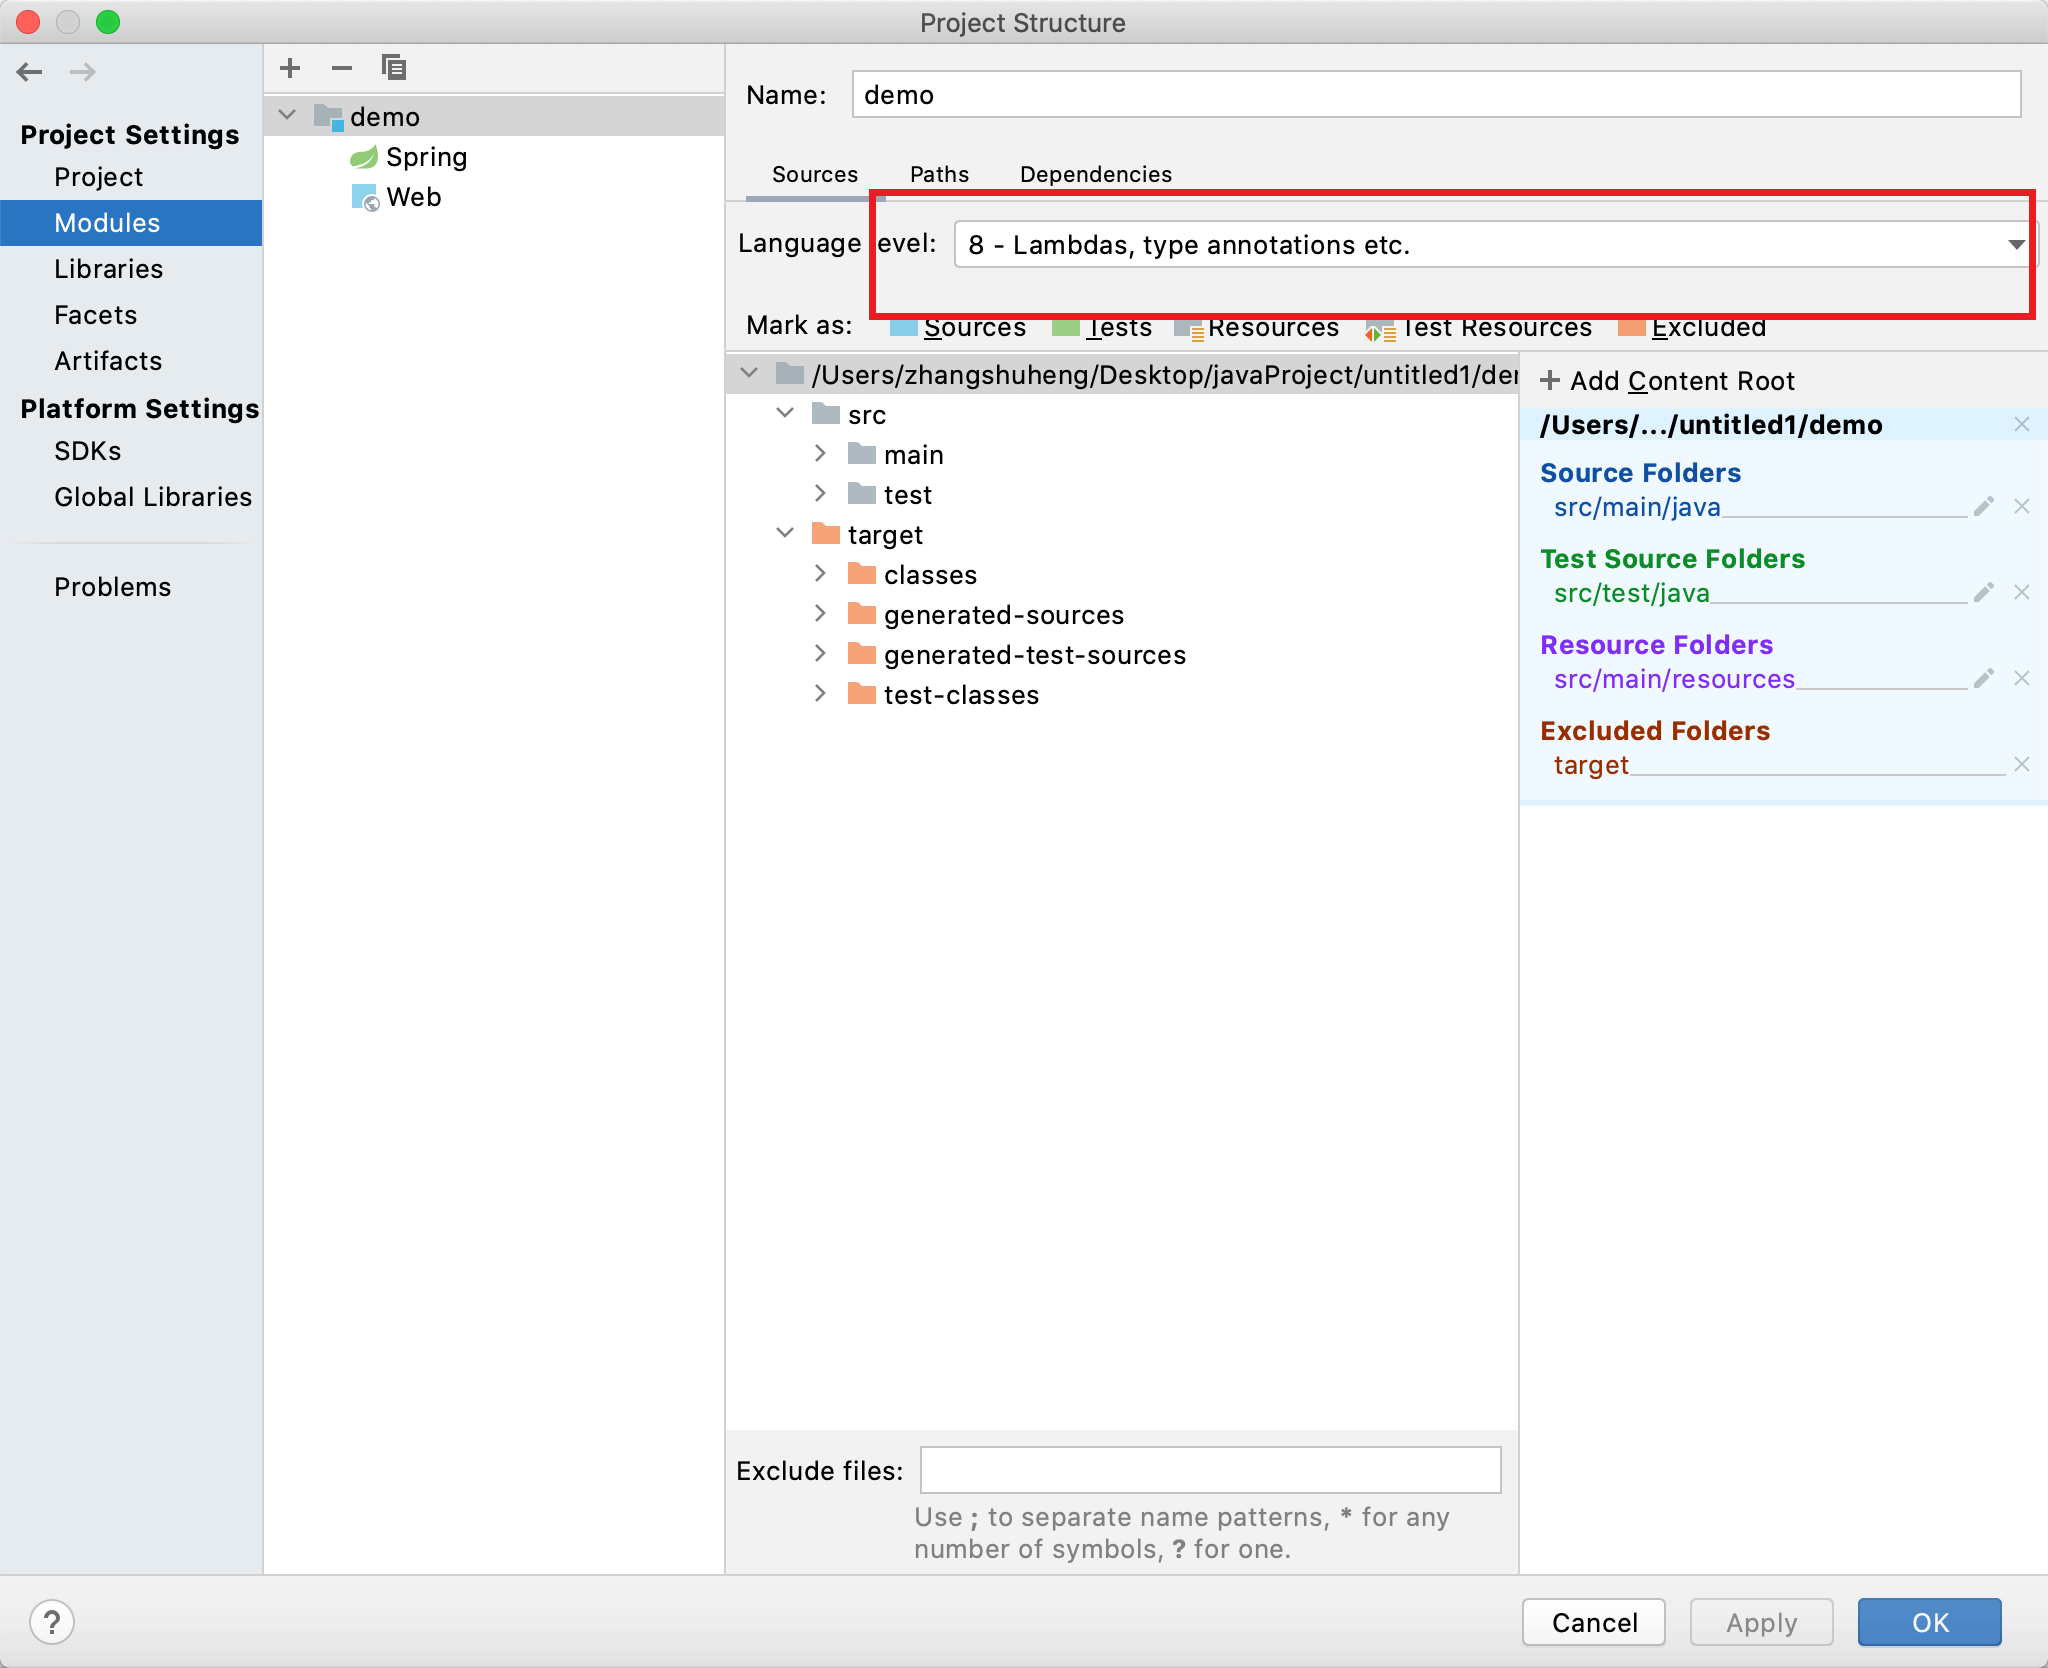 Project Structure
Project Settings
Project
Modules
Libraries
Facets
Artifacts
Platform Settings
SDKs
Global Libraries
Problems
demo
Spring
Web
Name: demo
Sources Paths Dependencies
Language level: 8 - Lambdas, type annotations etc.
Mark as: Sources Tests Resources Test Resources Excluded
/Users/zhangshuheng/Desktop/javaProject/untitled1/der
src
main
test
target
classes
generated-sources
generated-test-sources
test-classes
Add Content Root
/Users/.../untitled1/demo
Source Folders
src/main/java
Test Source Folders
src/test/java
Resource Folders
src/main/resources
Excluded Folders
target
Exclude files:
Use ; to separate name patterns, * for any
number of symbols, ? for one.
? Cancel Apply OK